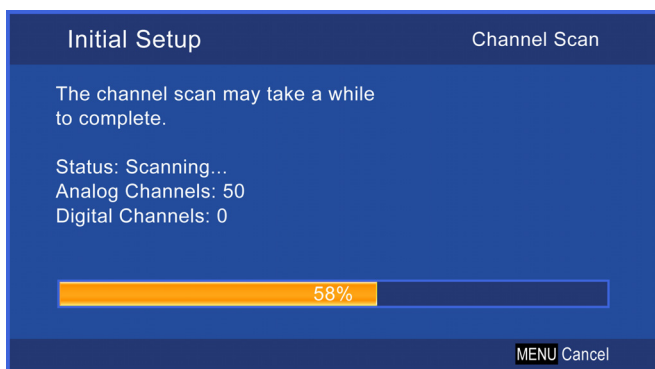 Initial Setup Channel Scan
The channel scan may take a while
to complete.
Status: Scanning...
Analog Channels: 50
Digital Channels: 0
58%
MENU Cancel